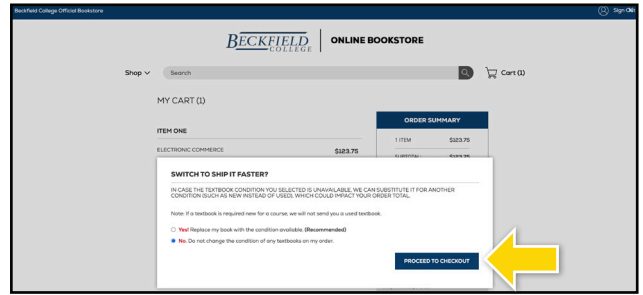 Beckfield College Official Bookstore
Sign
BECKFIELD COLLEGE
ONLINE BOOKSTORE
Shop
Search
Cart (1)
MY CART (1)
ORDER SUMMARY
ITEM ONE
1 ITEM $123.75
ELECTRONIC COMMERCE $123.75
SUBTOTAL: $123.75
SWITCH TO SHIP IT FASTER?
IN CASE THE TEXTBOOK CONDITION YOU SELECTED IS UNAVAILABLE, WE CAN SUBSTITUTE IT FOR ANOTHER
CONDITION (SUCH AS NEW INSTEAD OF USED), WHICH COULD IMPACT YOUR ORDER TOTAL.
Note: If a textbook is required new for a course, we will not send you a used textbook.
Yes! Replace my book with the condition available. (Recommended)
No. Do not change the condition of any textbooks on my order.
PROCEED TO CHECKOUT